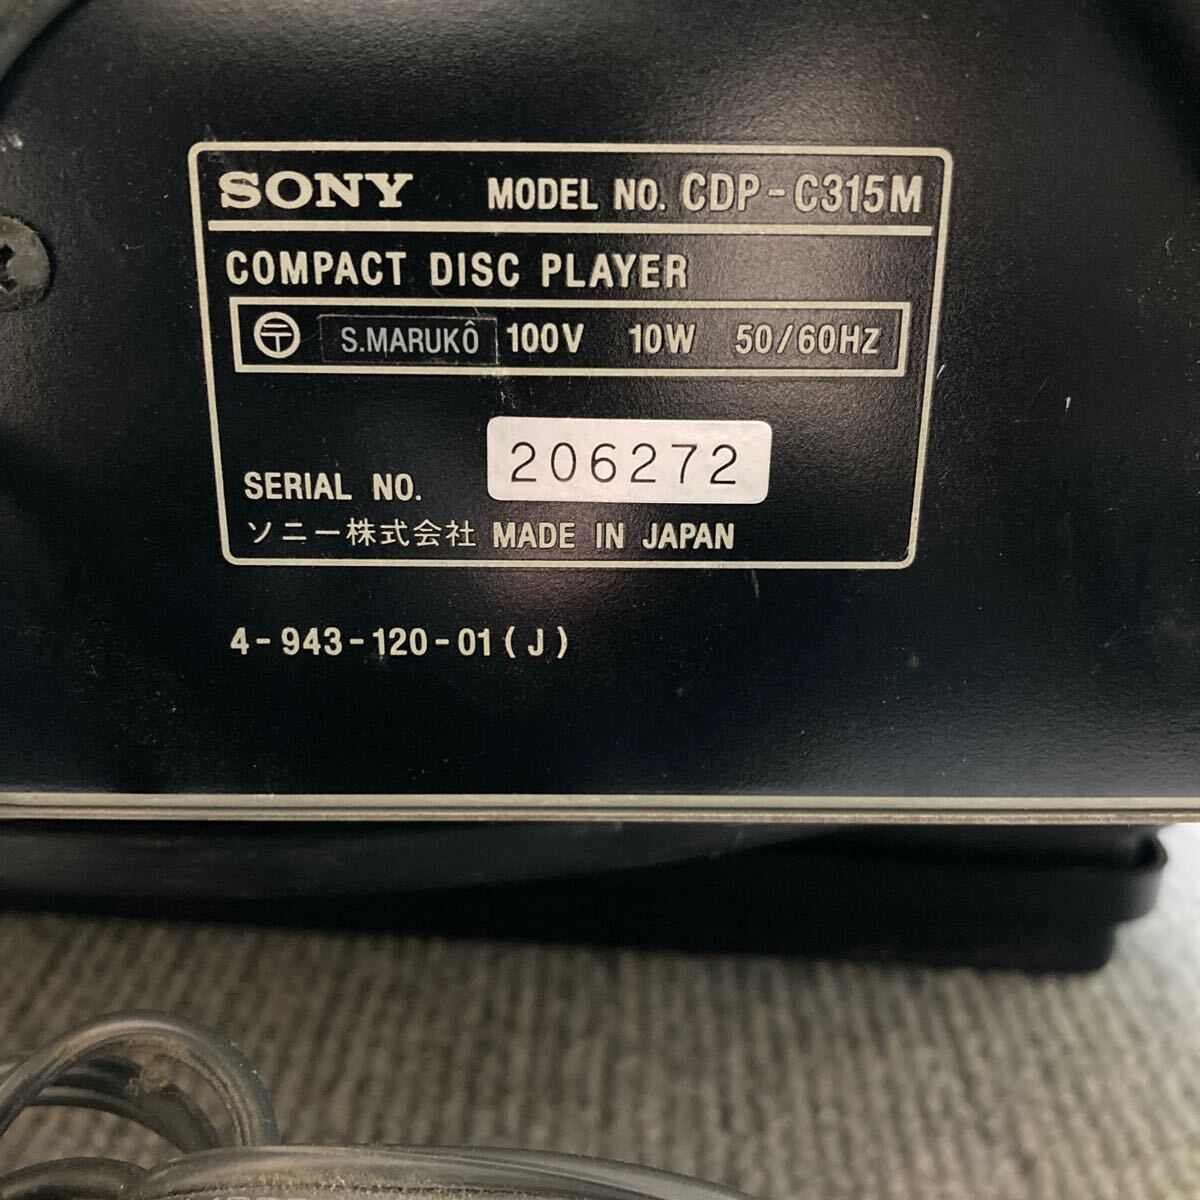 SONY MODEL NO. CDP-C315M
COMPACT DISC PLAYER
〒 S.MARUKÔ 100V 10W 50/60Hz
SERIAL NO. 206272
ソニー株式会社 MADE IN JAPAN
4-943-120-01(J)